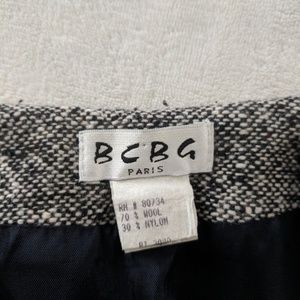 BCBG
PARIS
RN # 80734
70 % WOOL
30 % NYLON